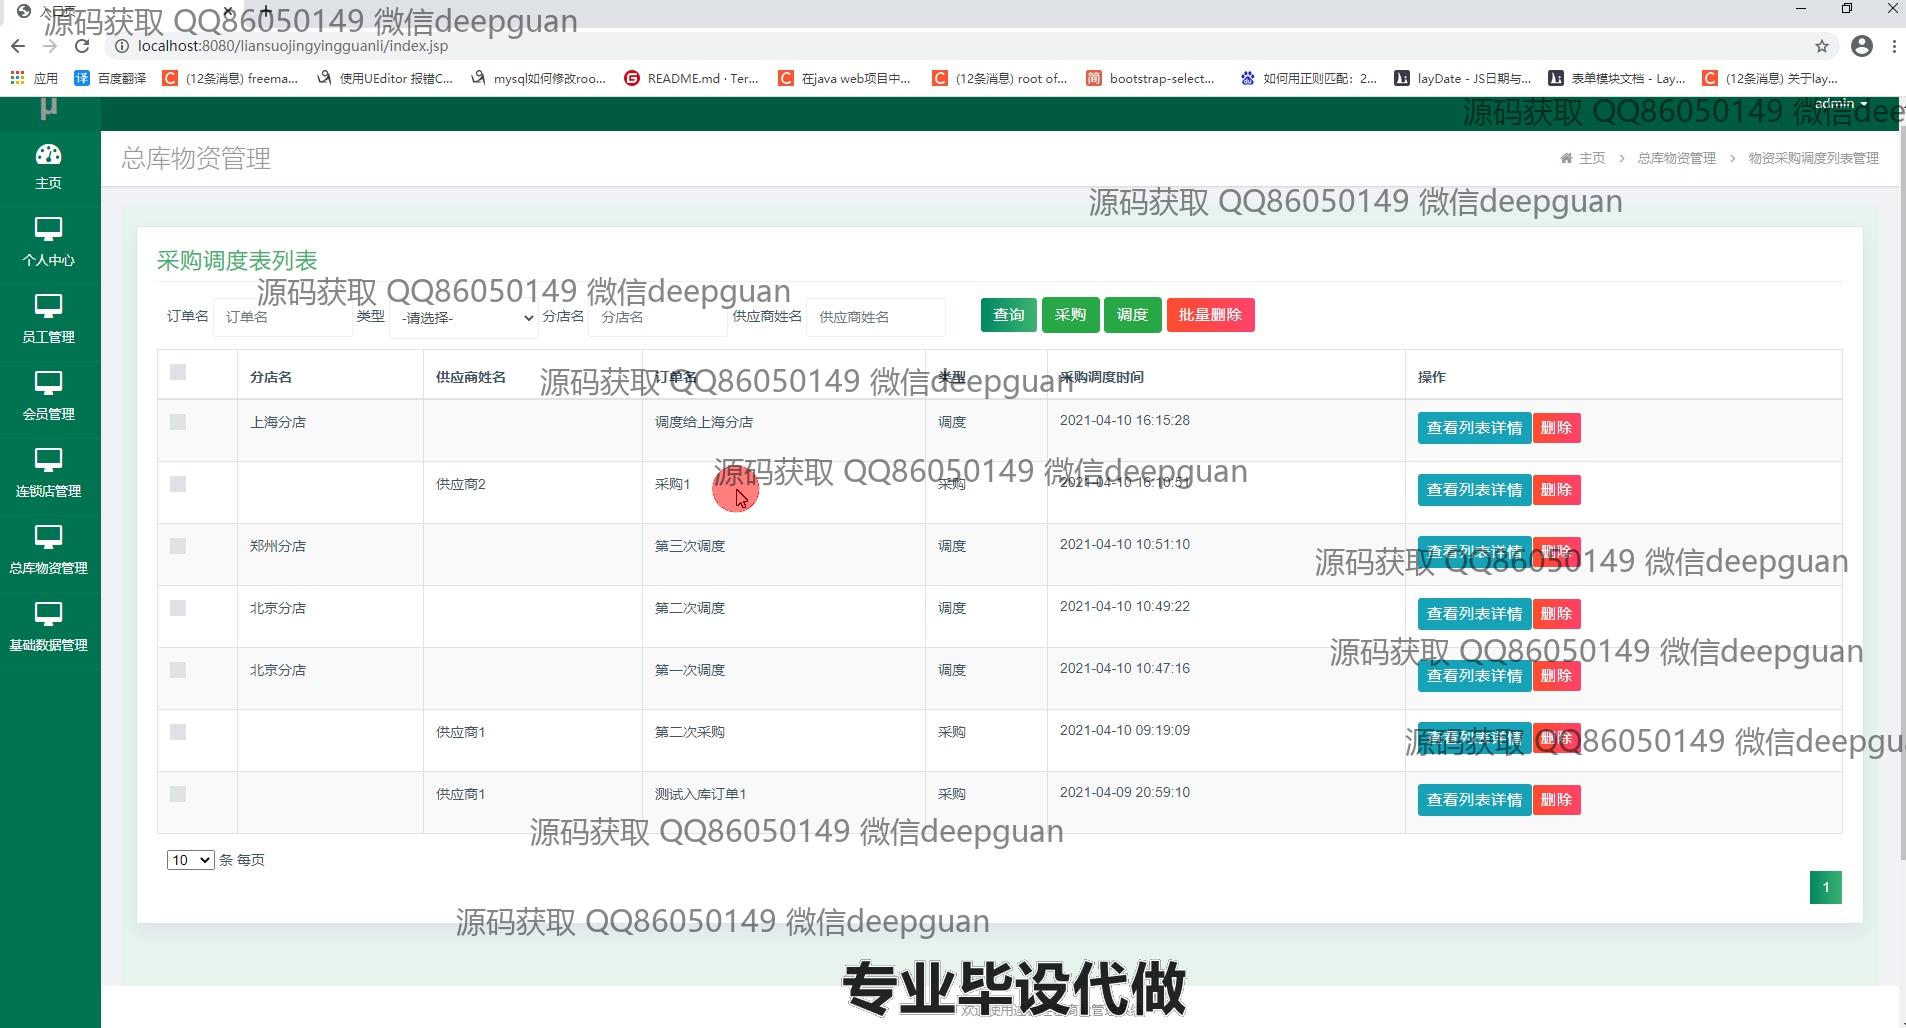 源码获取 QQ86050149 微信deepguan
localhost:8080/liansuojingyingguanli/index.jsp
应用 百度翻译 (12条消息) freema... 使用UEditor 报错C... mysql如何修改roo... README.md · Ter... 在java web项目中... (12条消息) root of... bootstrap-select... 如何用正则匹配：2... layDate - JS日期与... 表单模块文档 - Lay... (12条消息) 关于lay...
μ admin
源码获取 QQ86050149 微信dee
总库物资管理 主页 > 总库物资管理 > 物资采购调度列表管理
源码获取 QQ86050149 微信deepguan
主页
个人中心
员工管理
会员管理
连锁店管理
总库物资管理
基础数据管理
采购调度表列表
源码获取 QQ86050149 微信deepguan
订单名 订单名 类型 -请选择- 分店名 分店名 供应商姓名 供应商姓名 查询 采购 调度 批量删除
分店名 供应商姓名 订单名 类型 采购调度时间 操作
源码获取 QQ86050149 微信deepguan
上海分店 调度给上海分店 调度 2021-04-10 16:15:28 查看列表详情 删除
源码获取 QQ86050149 微信deepguan
供应商2 采购1 采购 2021-04-10 16:10:51 查看列表详情 删除
郑州分店 第三次调度 调度 2021-04-10 10:51:10 查看列表详情 删除
源码获取 QQ86050149 微信deepguan
北京分店 第二次调度 调度 2021-04-10 10:49:22 查看列表详情 删除
源码获取 QQ86050149 微信deepguan
北京分店 第一次调度 调度 2021-04-10 10:47:16 查看列表详情 删除
供应商1 第二次采购 采购 2021-04-10 09:19:09 查看列表详情 删除
源码获取 QQ86050149 微信deepgu
供应商1 测试入库订单1 采购 2021-04-09 20:59:10 查看列表详情 删除
源码获取 QQ86050149 微信deepguan
10 条 每页
1
源码获取 QQ86050149 微信deepguan
专业毕设代做